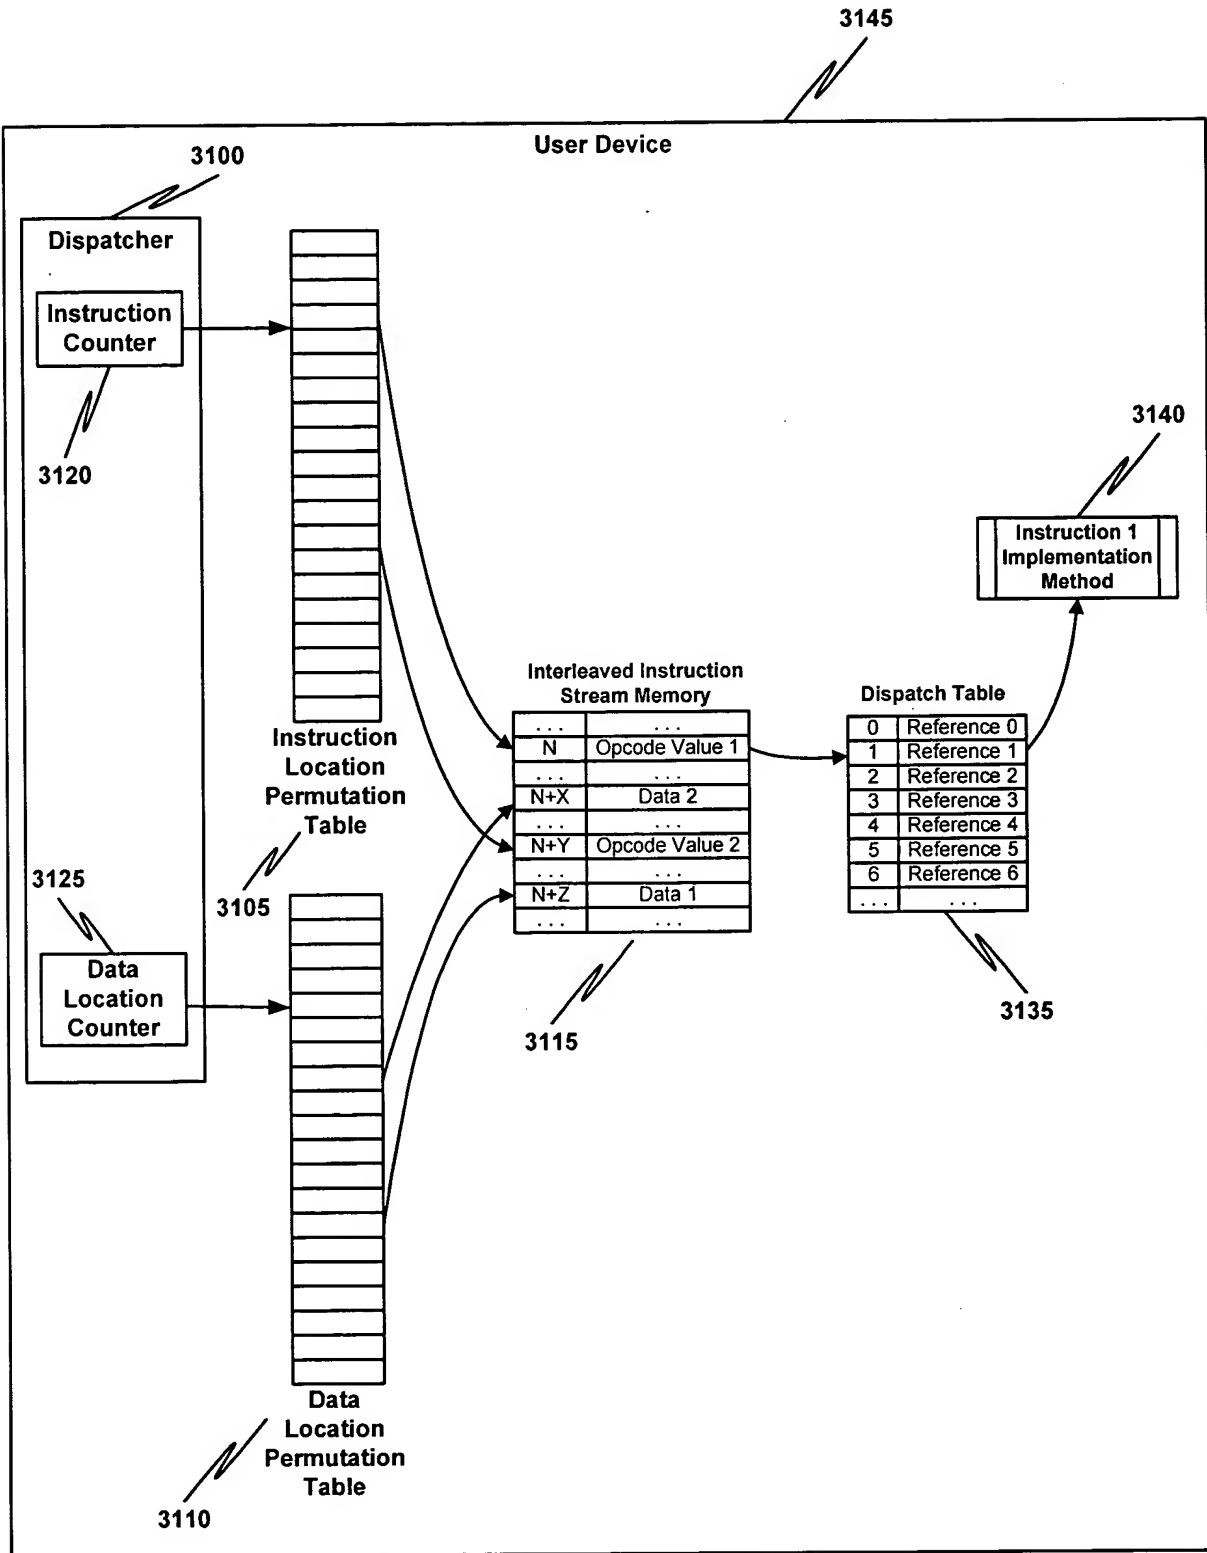 3145
User Device
3100
Dispatcher
Instruction
Counter
3120
3140
Instruction 1
Implementation
Method
Interleaved Instruction
Stream Memory
Dispatch Table
. . . . . .
N Opcode Value 1
. . . . . .
N+X Data 2
. . . . . .
N+Y Opcode Value 2
. . . . . .
N+Z Data 1
. . . . . .
0 Reference 0
1 Reference 1
2 Reference 2
3 Reference 3
4 Reference 4
5 Reference 5
6 Reference 6
. . . . . .
Instruction
Location
Permutation
Table
3105
3125
Data
Location
Counter
3115
3135
Data
Location
Permutation
Table
3110